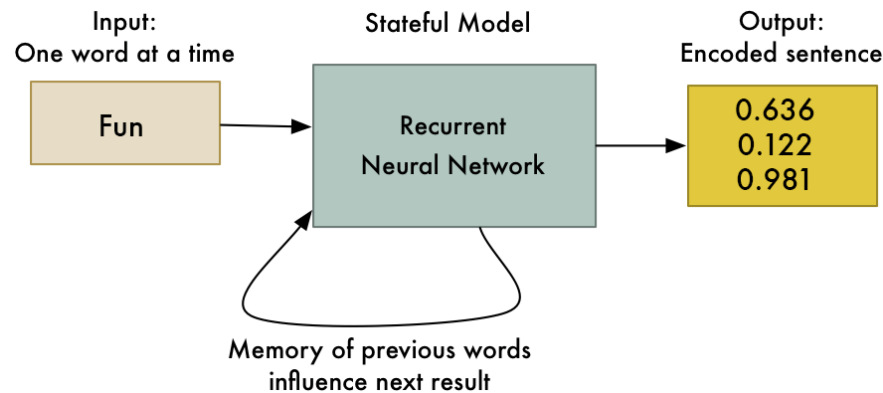 Input:
One word at a time
Stateful Model
Output:
Encoded sentence
Fun
Recurrent
Neural Network
0.636
0.122
0.981
Memory of previous words
influence next result